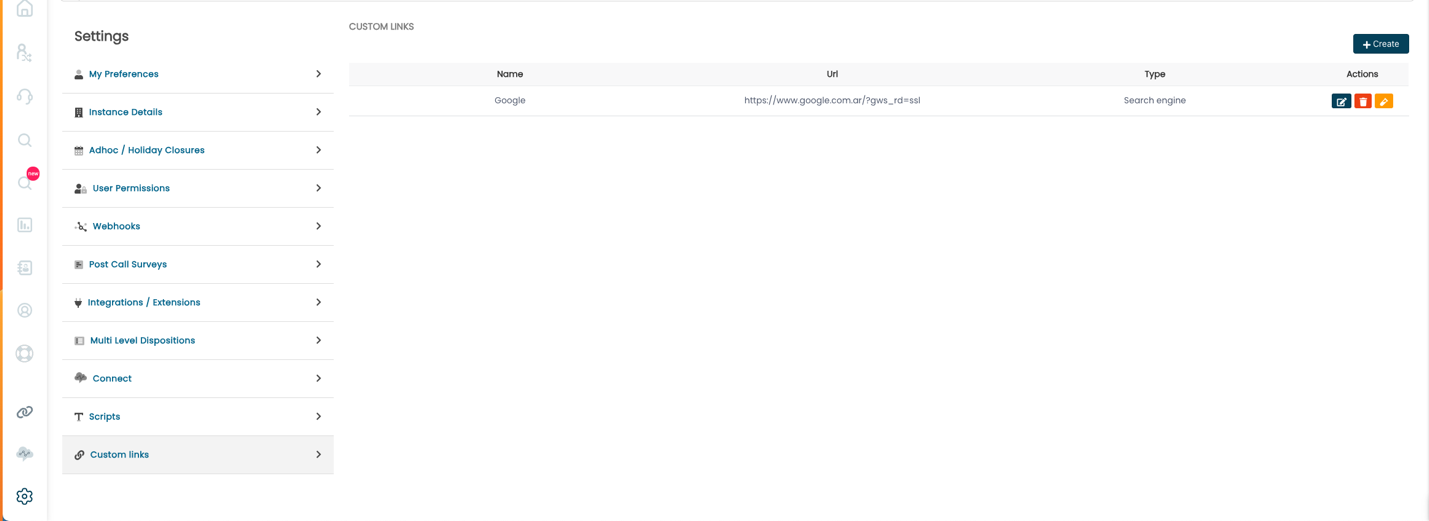 CUSTOM LINKS
Settings
Create
Name Url Type Actions
Google https://www.google.com.ar/?gws_rd=ssl Search engine
My Preferences
Instance Details
Adhoc / Holiday Closures
new
User Permissions
Webhooks
Post Call Surveys
Integrations / Extensions
Multi Level Dispositions
Connect
Scripts
Custom links